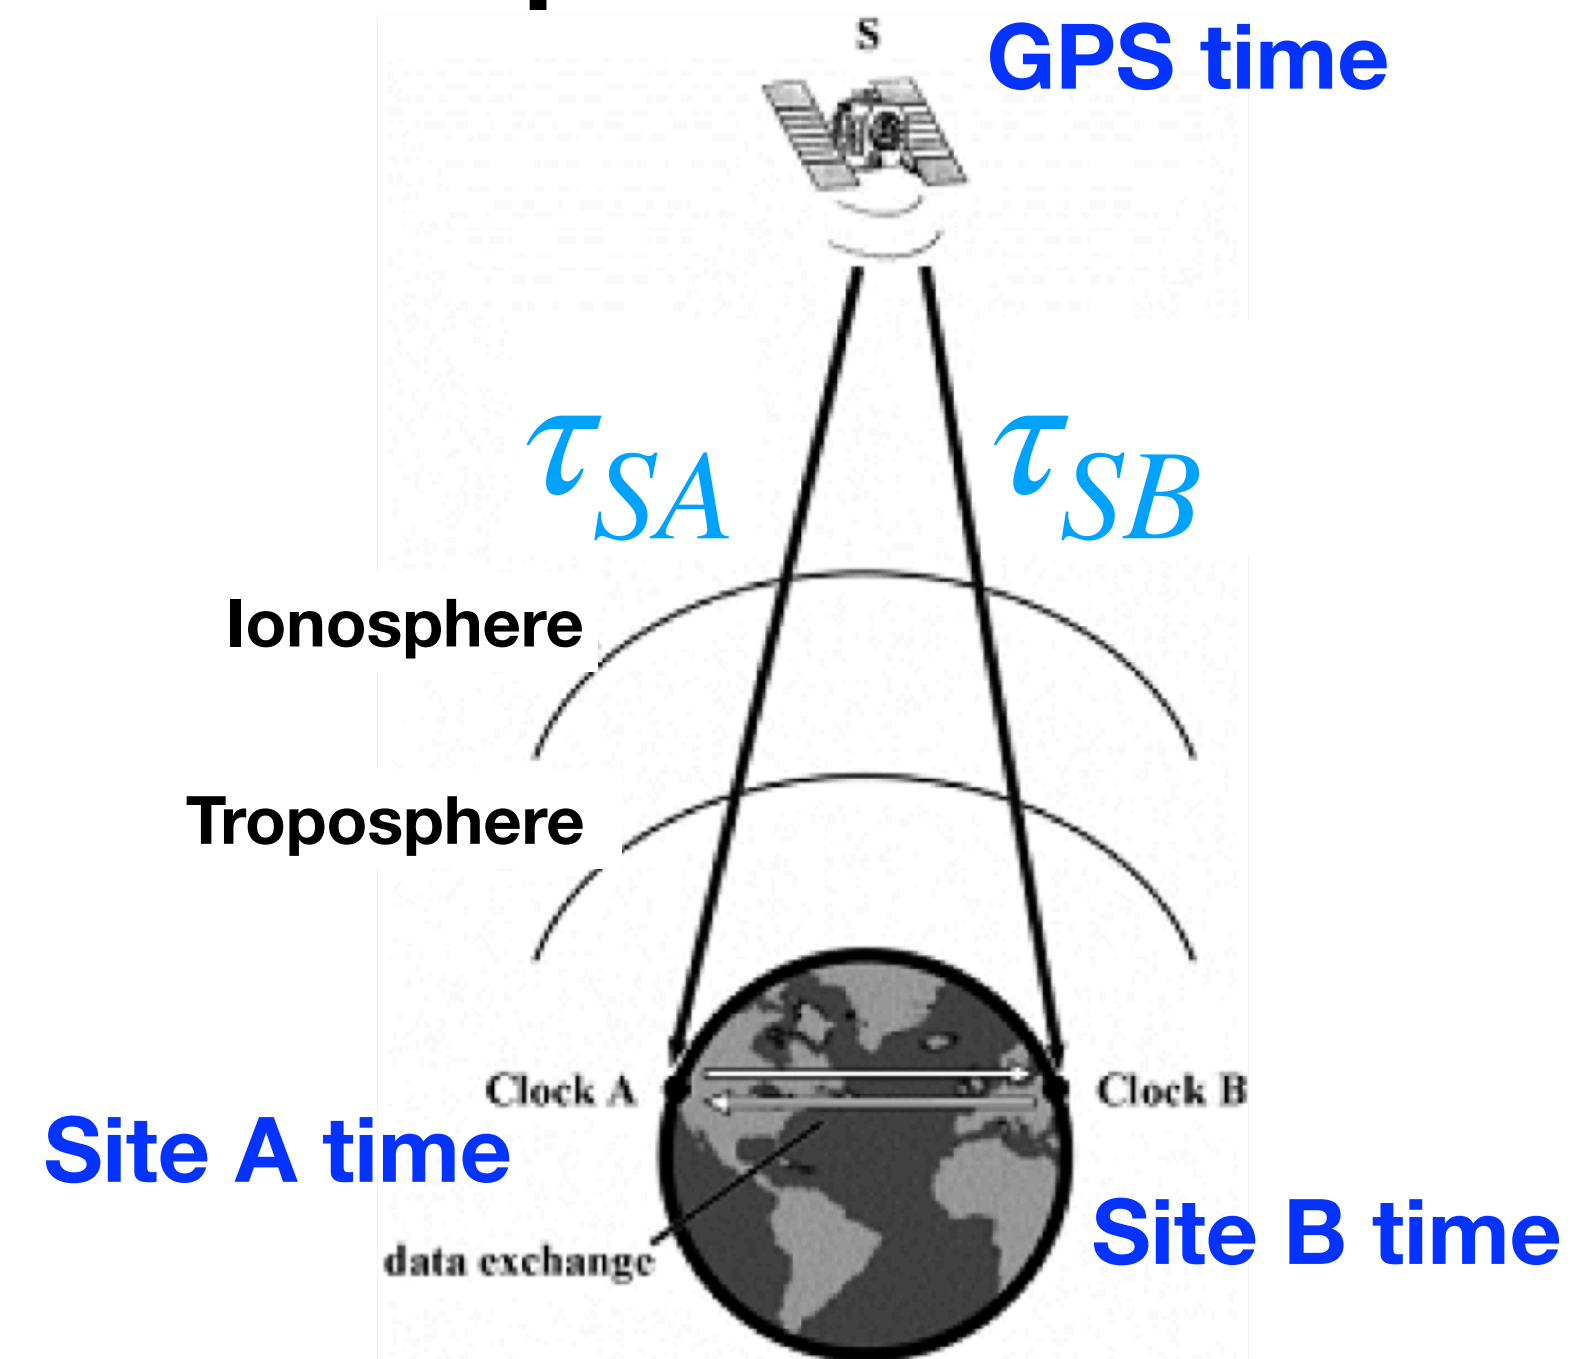 S
GPS time
τSA
τSB
Ionosphere
Troposphere
Clock A
Clock B
Site A time
Site B time
data exchange